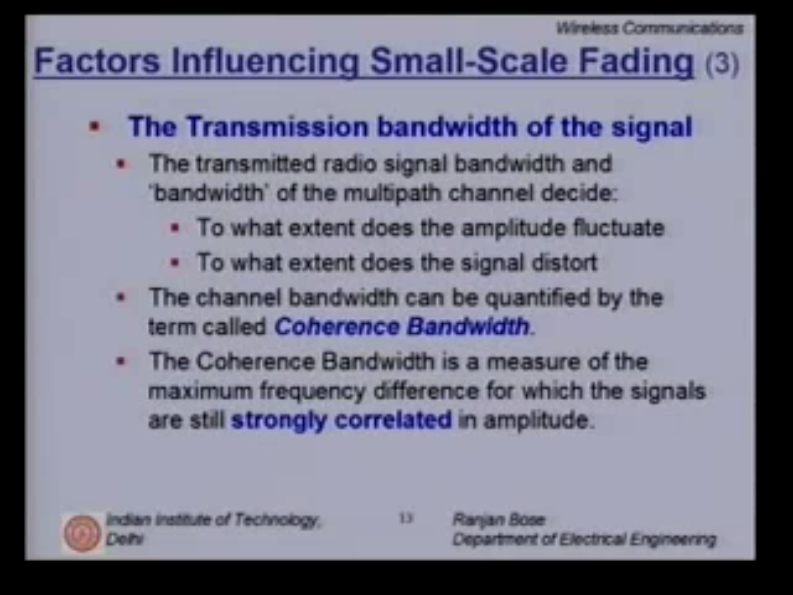 Wireless Communications
Factors Influencing Small-Scale Fading (3)
▪ The Transmission bandwidth of the signal
▪ The transmitted radio signal bandwidth and
'bandwidth' of the multipath channel decide:
▪ To what extent does the amplitude fluctuate
▪ To what extent does the signal distort
▪ The channel bandwidth can be quantified by the
term called Coherence Bandwidth.
▪ The Coherence Bandwidth is a measure of the
maximum frequency difference for which the signals
are still strongly correlated in amplitude.
Indian Institute of Technology,
Delhi
13
Ranjan Bose
Department of Electrical Engineering